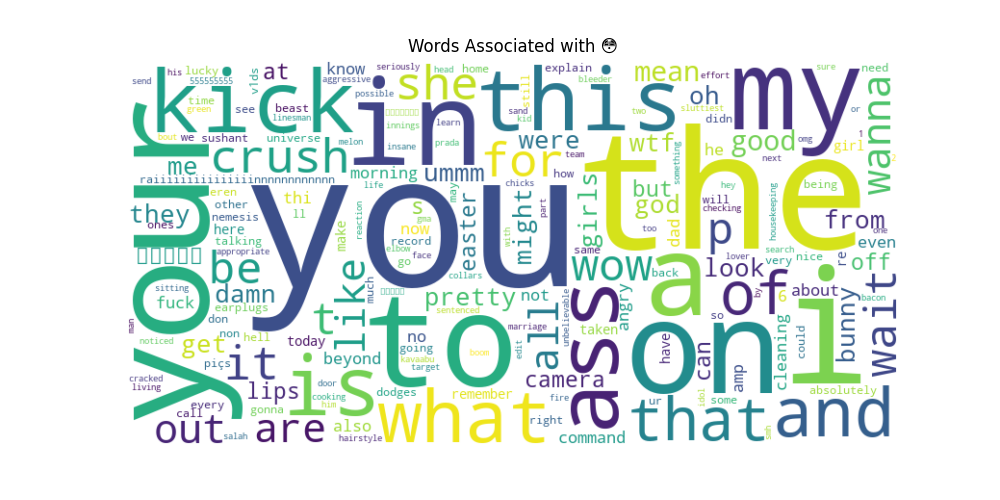 Words Associated with 😳
send his lucky at know seriously head home explain mean effort sure need
555555555 vlds aggressive she this oh my
time kick possible in still bleeder
green see beast linesman sand two didn or
bout we sushant universe innings learn kid were wtf he good omg 1 girl wanna
me crush melon insane prada for team something next
raiiiiiiiiiiiiiiinnnnnnnnnnnn morning ummm how the
your eren thi life may chicks girls but hey being
they other ll you s gma easter might part god dad will checking housekeeping from
ones nemesis here make reaction now with same too p lover search one even
talking record elbow face very nice re off
appropriate be go collars wow back look
sitting damn like much pretty not angry a of by 6 about i
fuck earplugs t to sentenced all unbelievable taken so bunny wait bacon
don no marriage ass on could
noticed non hell today going boom have can cleaning
man get it beyond kavaabu target edit amp
cracked piçs is door dodges camera absolutely
living lips cooking remember fire ur idol some
every gonna him what right that and
call also command smh
out salah are hairstyle